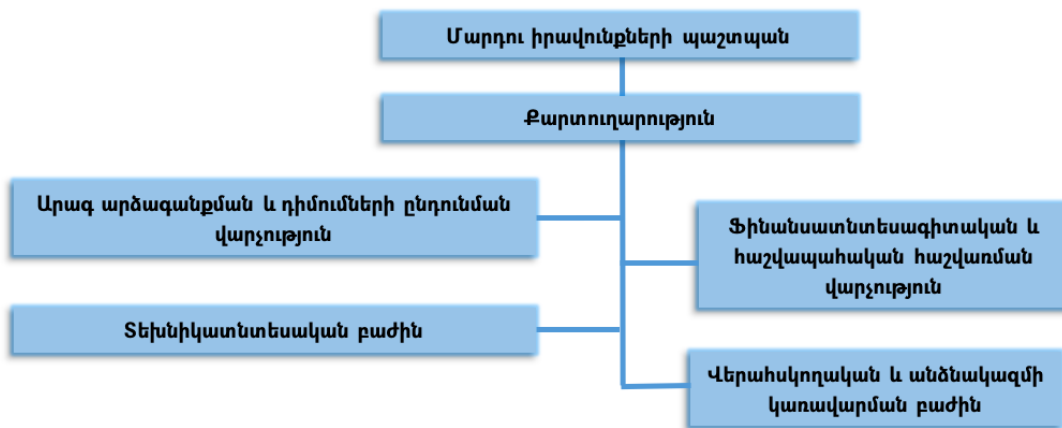 Մարդու իրավունքների պաշտպան
Քարտուղարություն
Արագ արձագանքման և դիմումների ընդունման
վարչություն
Ֆինանսատնտեսագիտական և
հաշվապահական հաշվառման
վարչություն
Տեխնիկատնտեսական բաժին
Վերահսկողական և անձնակազմի
կառավարման բաժին